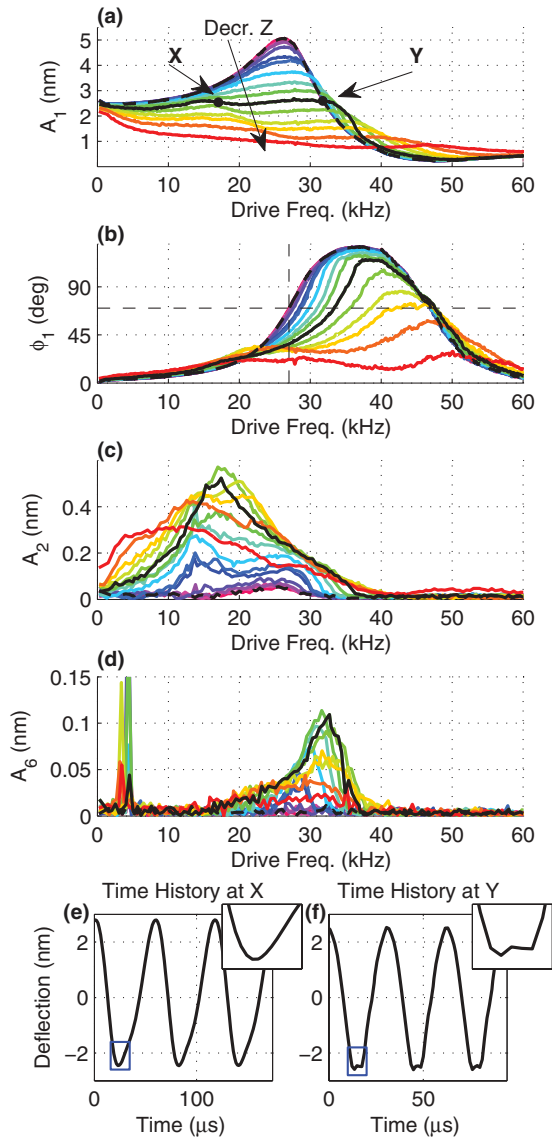 (a)
Decr. Z
X
Y
5
4
3
2
1
A1 (nm)
0 10 20 30 40 50 60
Drive Freq. (kHz)
(b)
90
45
0
ϕ1 (deg)
0 10 20 30 40 50 60
Drive Freq. (kHz)
(c)
0.4
0.2
0
A2 (nm)
0 10 20 30 40 50 60
Drive Freq. (kHz)
(d)
0.15
0.1
0.05
0
A6 (nm)
0 10 20 30 40 50 60
Drive Freq. (kHz)
Time History at X
(e)
2
0
−2
Deflection (nm)
0 100
Time (μs)
Time History at Y
(f)
2
0
−2
0 50
Time (μs)